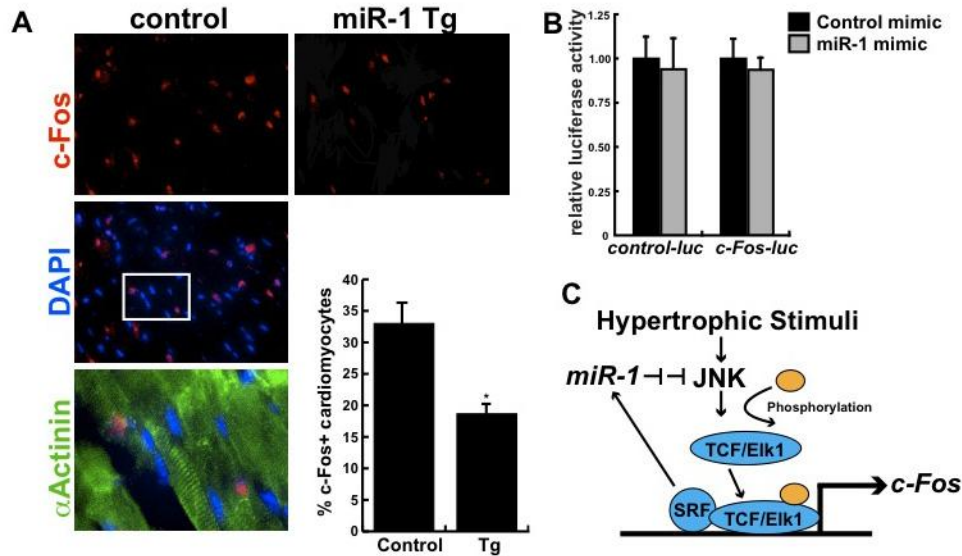 A
control
miR-1 Tg
c-Fos
DAPI
αActinin
% c-Fos+ cardiomyocytes
35
30
25
20
15
10
5
0
*
Control
Tg
B
Control mimic
miR-1 mimic
relative luciferase activity
1.25
1.00
0.75
0.50
0.25
0
control-luc
c-Fos-luc
C
Hypertrophic Stimuli
miR-1
JNK
Phosphorylation
TCF/Elk1
SRF
TCF/Elk1
c-Fos